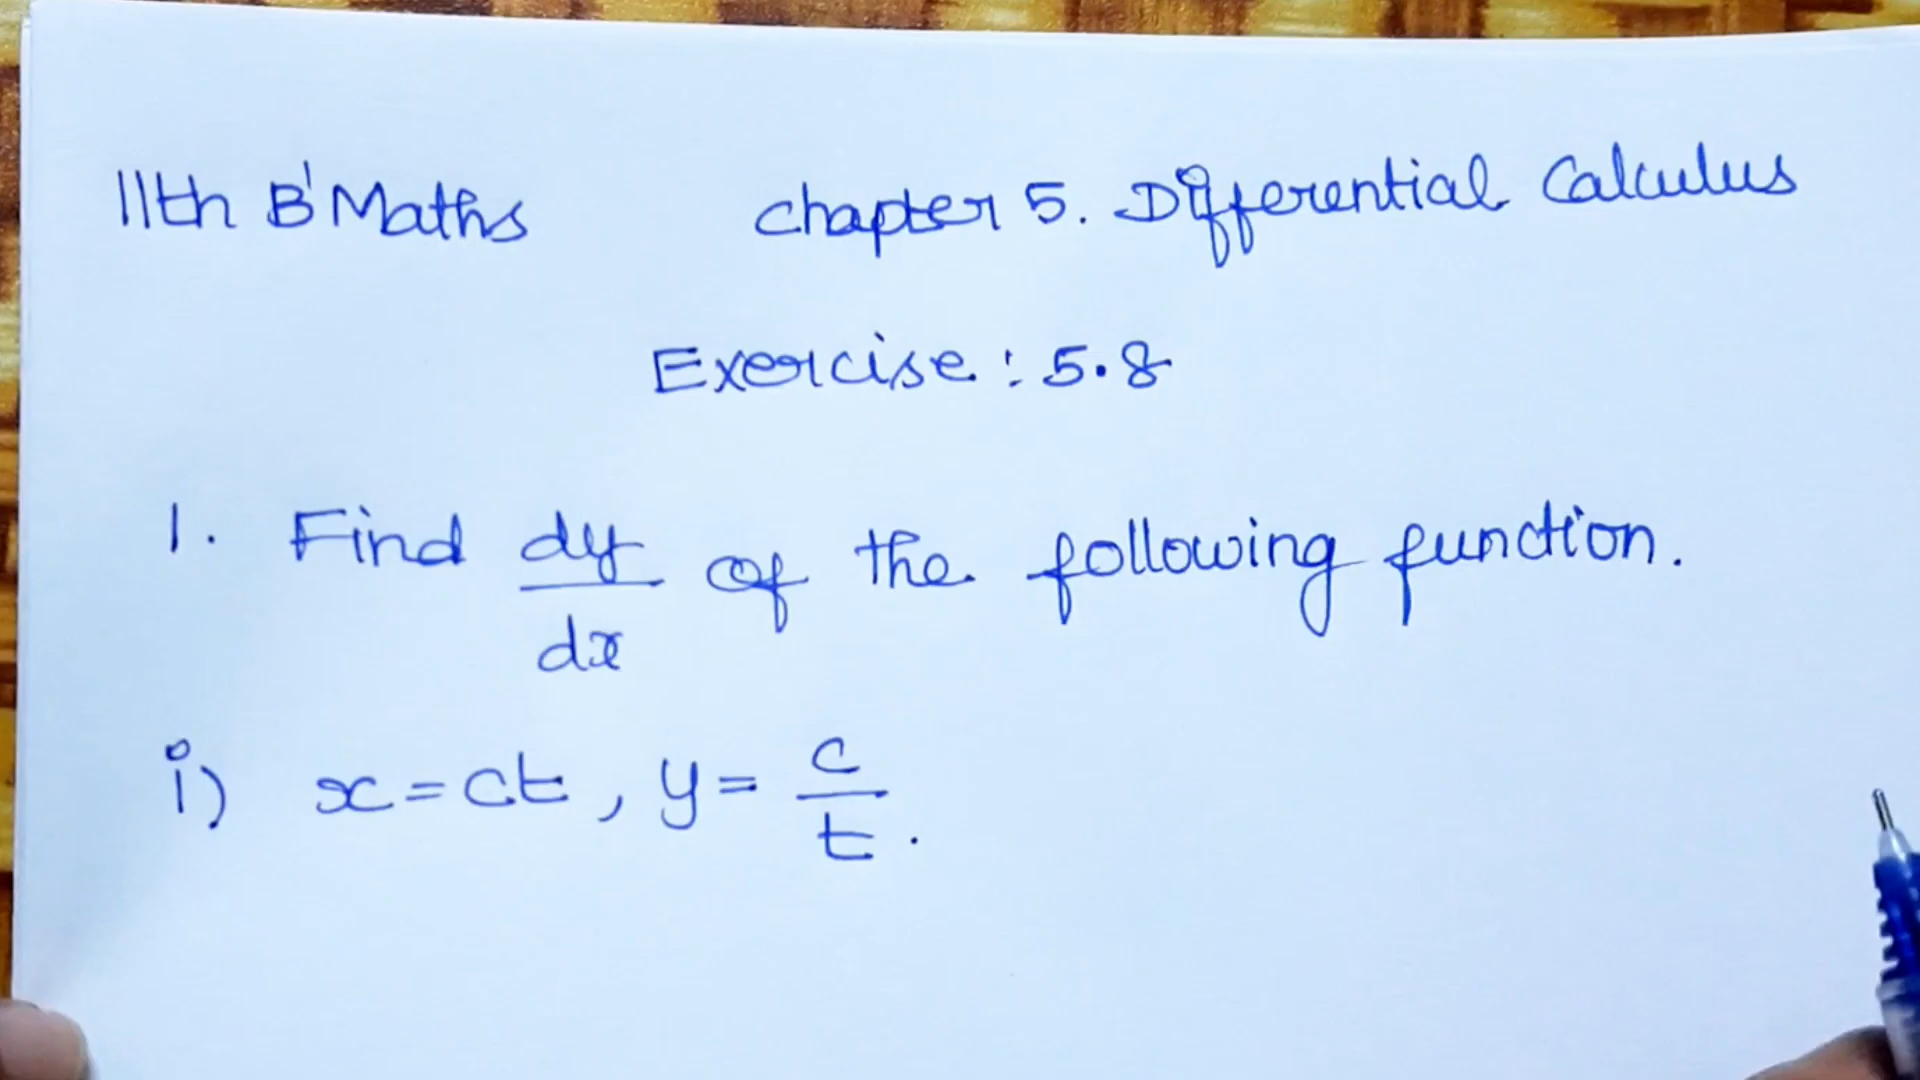 11th B'Maths chapter 5. Differential Calculus
Exercise : 5.8
1. Find dy/dx of the following function.
i) x = ct , y = c/t .